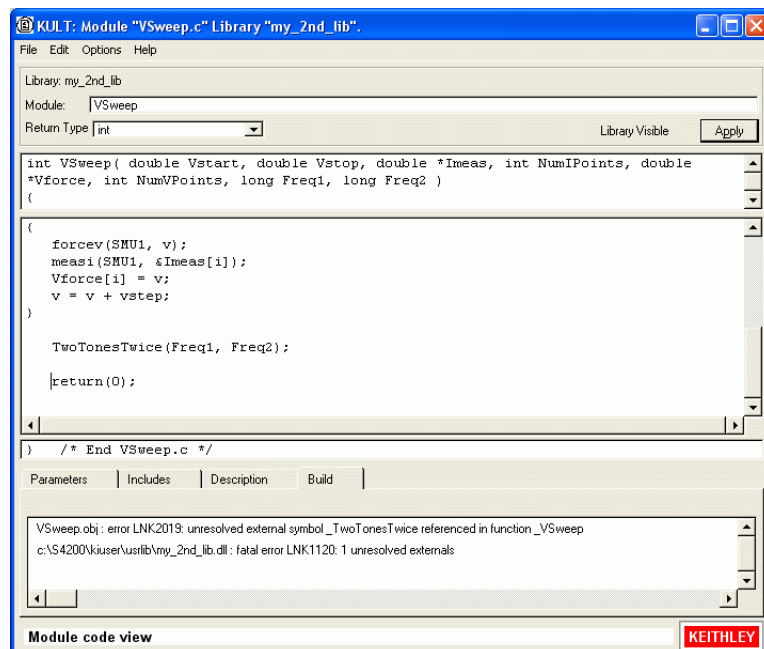 KULT: Module "VSweep.c" Library "my_2nd_lib".
File Edit Options Help
Library: my_2nd_lib
Module: VSweep
Return Type int Library Visible Apply
int VSweep( double Vstart, double Vstop, double *Imeas, int NumIPoints, double
*Vforce, int NumVPoints, long Freq1, long Freq2 )
{
{
forcev(SMU1, v);
measi(SMU1, &Imeas[i]);
Vforce[i] = v;
v = v + vstep;
}
TwoTonesTwice(Freq1, Freq2);
return(0);
} /* End VSweep.c */
Parameters Includes Description Build
VSweep.obj : error LNK2019: unresolved external symbol _TwoTonesTwice referenced in function _VSweep
c:\S4200\kiuser\usrlib\my_2nd_lib.dll : fatal error LNK1120: 1 unresolved externals
Module code view KEITHLEY